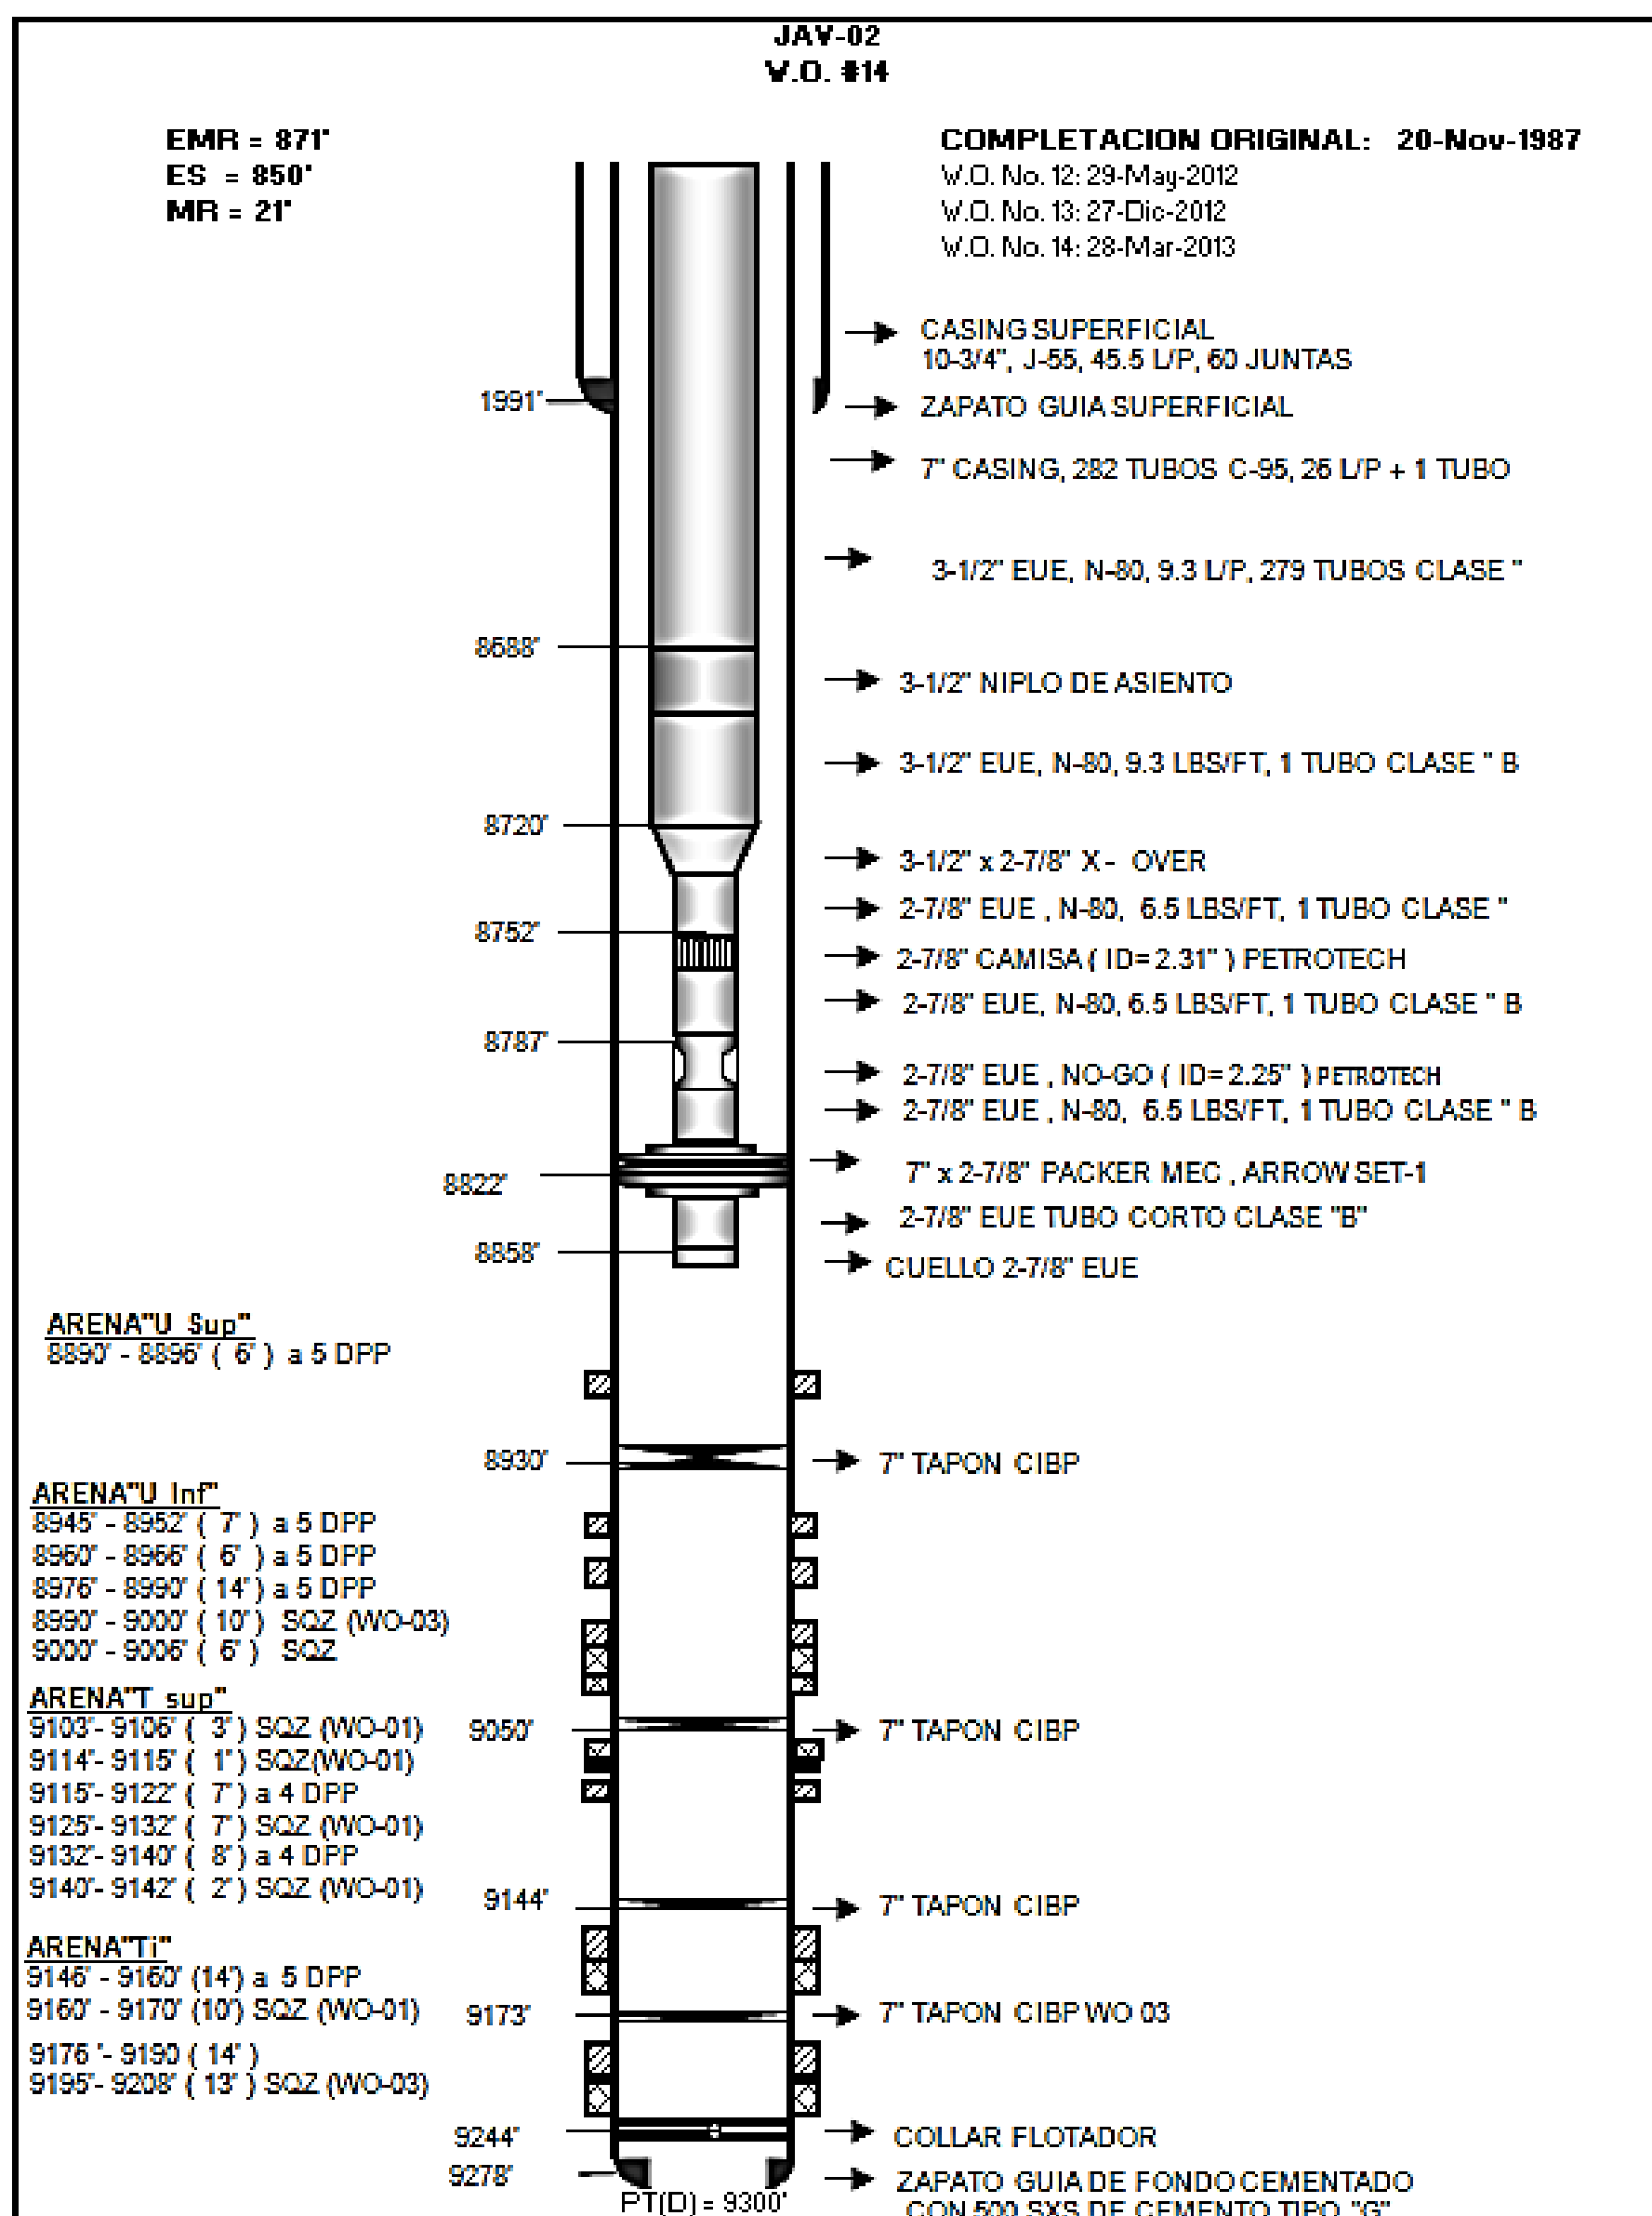 JAV-02
W.O. #14
EMR = 871'
ES = 850'
MR = 21'
COMPLETACION ORIGINAL: 20-Nov-1987
W.O. No. 12: 29-May-2012
W.O. No. 13: 27-Dic-2012
W.O. No. 14: 28-Mar-2013
CASING SUPERFICIAL
10-3/4", J-55, 45.5 L/P, 60 JUNTAS
1991'
ZAPATO GUIA SUPERFICIAL
7" CASING, 282 TUBOS C-95, 26 L/P + 1 TUBO
3-1/2" EUE, N-80, 9.3 L/P, 279 TUBOS CLASE "
8688'
3-1/2" NIPLO DE ASIENTO
3-1/2" EUE, N-80, 9.3 LBS/FT, 1 TUBO CLASE " B
8720'
3-1/2" x 2-7/8" X - OVER
2-7/8" EUE , N-80, 6.5 LBS/FT, 1 TUBO CLASE "
8752'
2-7/8" CAMISA ( ID= 2.31" ) PETROTECH
2-7/8" EUE, N-80, 6.5 LBS/FT, 1 TUBO CLASE " B
8787'
2-7/8" EUE , NO-GO ( ID= 2.25" ) PETROTECH
2-7/8" EUE , N-80, 6.5 LBS/FT, 1 TUBO CLASE " B
7" x 2-7/8" PACKER MEC , ARROW SET-1
8822'
2-7/8" EUE TUBO CORTO CLASE "B"
8858'
CUELLO 2-7/8" EUE
ARENA"U Sup"
8890' - 8896' ( 6' ) a 5 DPP
8930'
7" TAPON CIBP
ARENA"U Inf"
8945' - 8952' ( 7' ) a 5 DPP
8960' - 8966' ( 6' ) a 5 DPP
8976' - 8990' ( 14' ) a 5 DPP
8990' - 9000' ( 10' ) SQZ (WO-03)
9000' - 9006' ( 6' ) SQZ
ARENA"T sup"
9103'- 9106' ( 3' ) SQZ (WO-01)
9050'
7" TAPON CIBP
9114'- 9115' ( 1' ) SQZ(WO-01)
9115'- 9122' ( 7' ) a 4 DPP
9125'- 9132' ( 7' ) SQZ (WO-01)
9132'- 9140' ( 8' ) a 4 DPP
9140'- 9142' ( 2' ) SQZ (WO-01)
9144'
7" TAPON CIBP
ARENA"Ti"
9146' - 9160' (14') a 5 DPP
9160' - 9170' (10') SQZ (WO-01)
9173'
7" TAPON CIBP WO 03
9176 '- 9190 ( 14' )
9195'- 9208' ( 13' ) SQZ (WO-03)
9244'
COLLAR FLOTADOR
9278'
ZAPATO GUIA DE FONDO CEMENTADO
PT(D) = 9300'
CON 500 SXS DE CEMENTO TIPO "G"